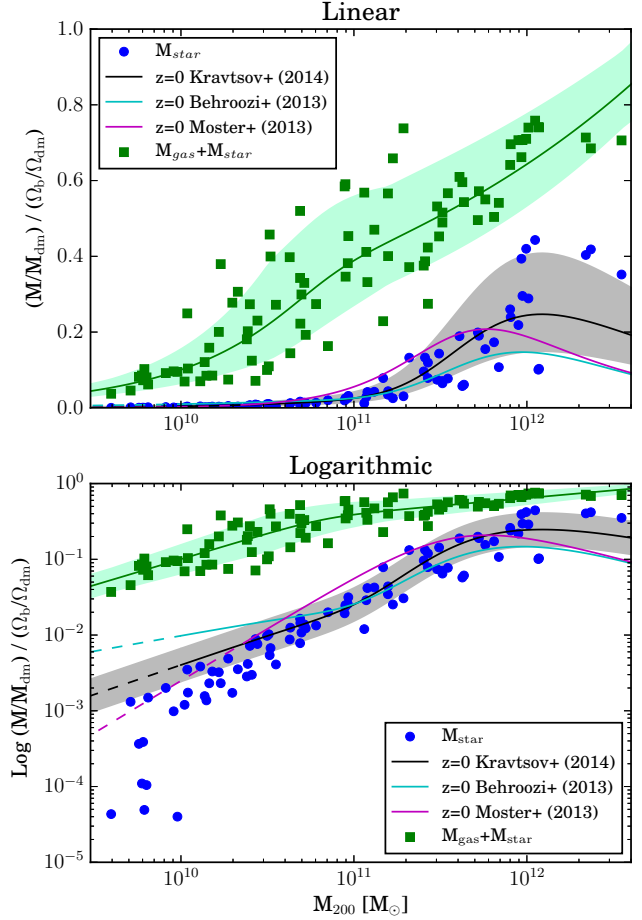 Linear
1.0
0.8
0.6
0.4
0.2
0.0
(M/M_dm) / (Ω_b/Ω_dm)
M_star
z=0 Kravtsov+ (2014)
z=0 Behroozi+ (2013)
z=0 Moster+ (2013)
M_gas+M_star
10^10
10^11
10^12
Logarithmic
10^0
10^-1
10^-2
10^-3
10^-4
10^-5
Log (M/M_dm) / (Ω_b/Ω_dm)
M_star
z=0 Kravtsov+ (2014)
z=0 Behroozi+ (2013)
z=0 Moster+ (2013)
M_gas+M_star
10^10
10^11
10^12
M_200 [M_⊙]